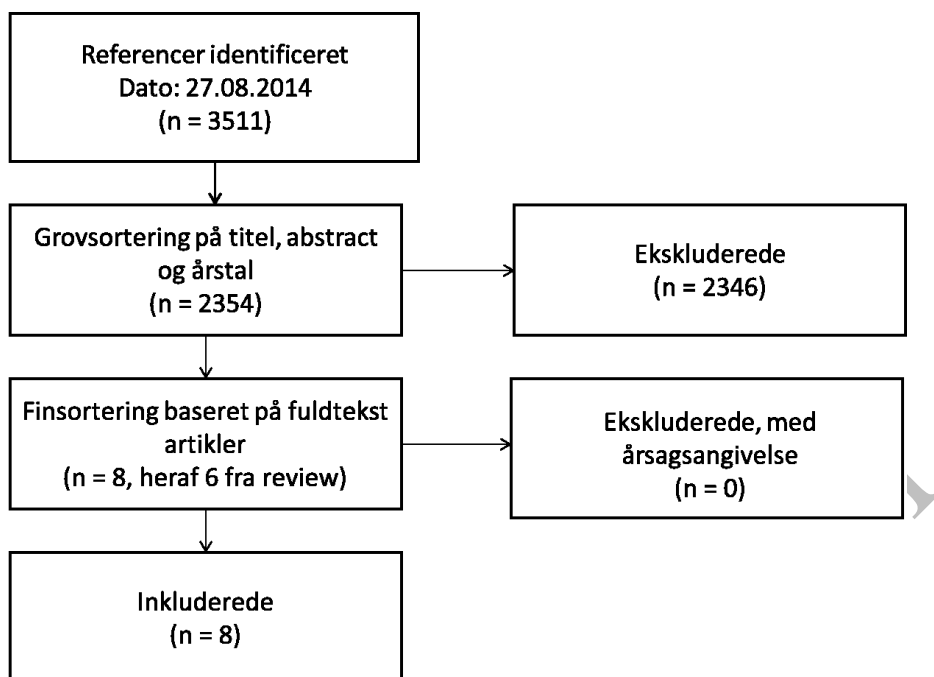 Referencer identificeret
Dato: 27.08.2014
(n = 3511)
Grovsortering på titel, abstract
og årstal
(n = 2354)
Ekskluderede
(n = 2346)
Finsortering baseret på fuldtekst
artikler
(n = 8, heraf 6 fra review)
Ekskluderede, med
årsagsangivelse
(n = 0)
Inkluderede
(n = 8)